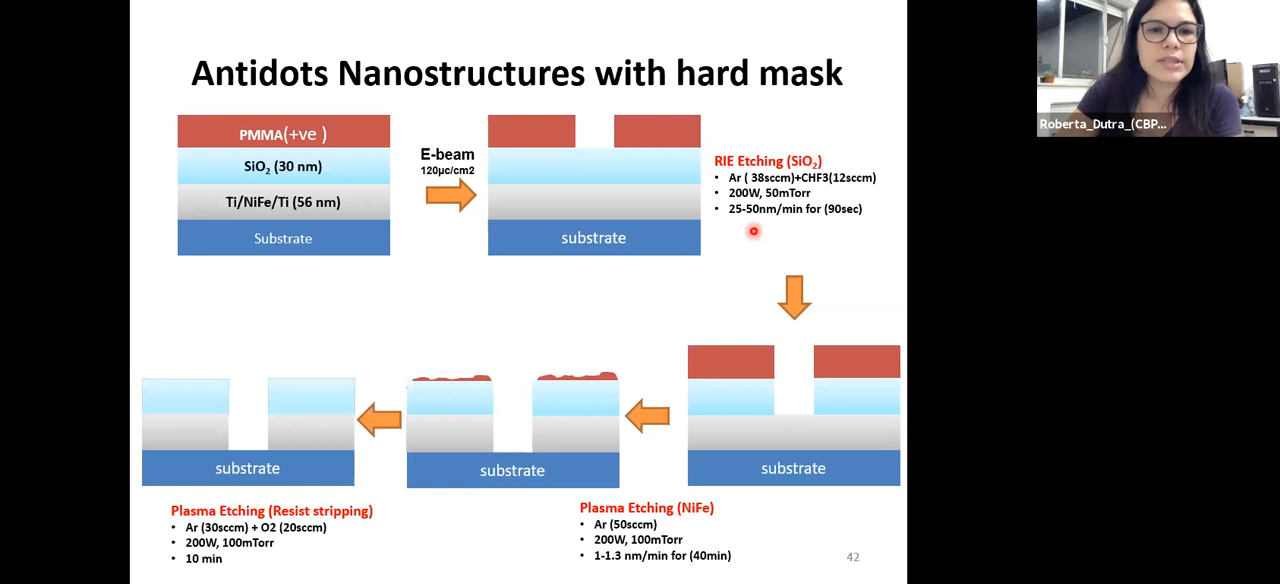 Antidots Nanostructures with hard mask
PMMA(+ve )
SiO₂ (30 nm)
Ti/NiFe/Ti (56 nm)
Substrate
E-beam
120μc/cm2
substrate
RIE Etching (SiO₂)
• Ar ( 38sccm)+CHF3(12sccm)
• 200W, 50mTorr
• 25-50nm/min for (90sec)
Roberta_Dutra_(CBP...
substrate
substrate
substrate
Plasma Etching (Resist stripping)
• Ar (30sccm) + O2 (20sccm)
• 200W, 100mTorr
• 10 min
Plasma Etching (NiFe)
• Ar (50sccm)
• 200W, 100mTorr
• 1-1.3 nm/min for (40min)
42